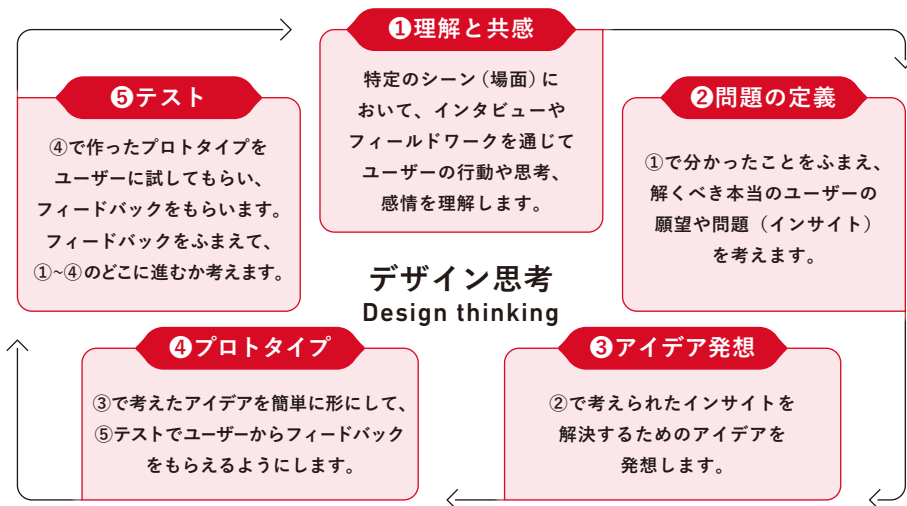 ❶理解と共感
特定のシーン（場面）に
おいて、インタビューや
フィールドワークを通じて
ユーザーの行動や思考、
感情を理解します。
❷問題の定義
①で分かったことをふまえ、
解くべき本当のユーザーの
願望や問題（インサイト）
を考えます。
❸アイデア発想
②で考えられたインサイトを
解決するためのアイデアを
発想します。
❹プロトタイプ
③で考えたアイデアを簡単に形にして、
⑤テストでユーザーからフィードバック
をもらえるようにします。
❺テスト
④で作ったプロトタイプを
ユーザーに試してもらい、
フィードバックをもらいます。
フィードバックをふまえて、
①~④のどこに進むか考えます。
デザイン思考
Design thinking